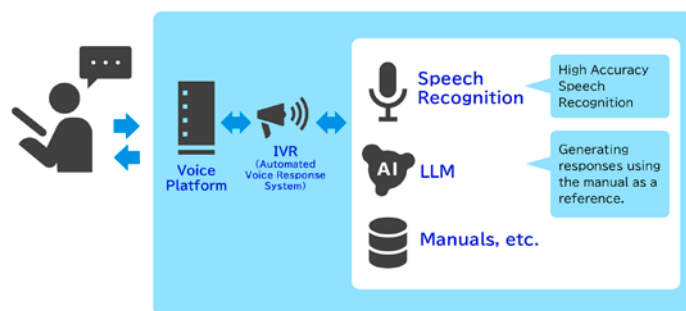 Voice
Platform
IVR
(Automated
Voice Response
System)
Speech
Recognition
High Accuracy
Speech
Recognition
AI
LLM
Generating
responses using
the manual as a
reference.
Manuals, etc.